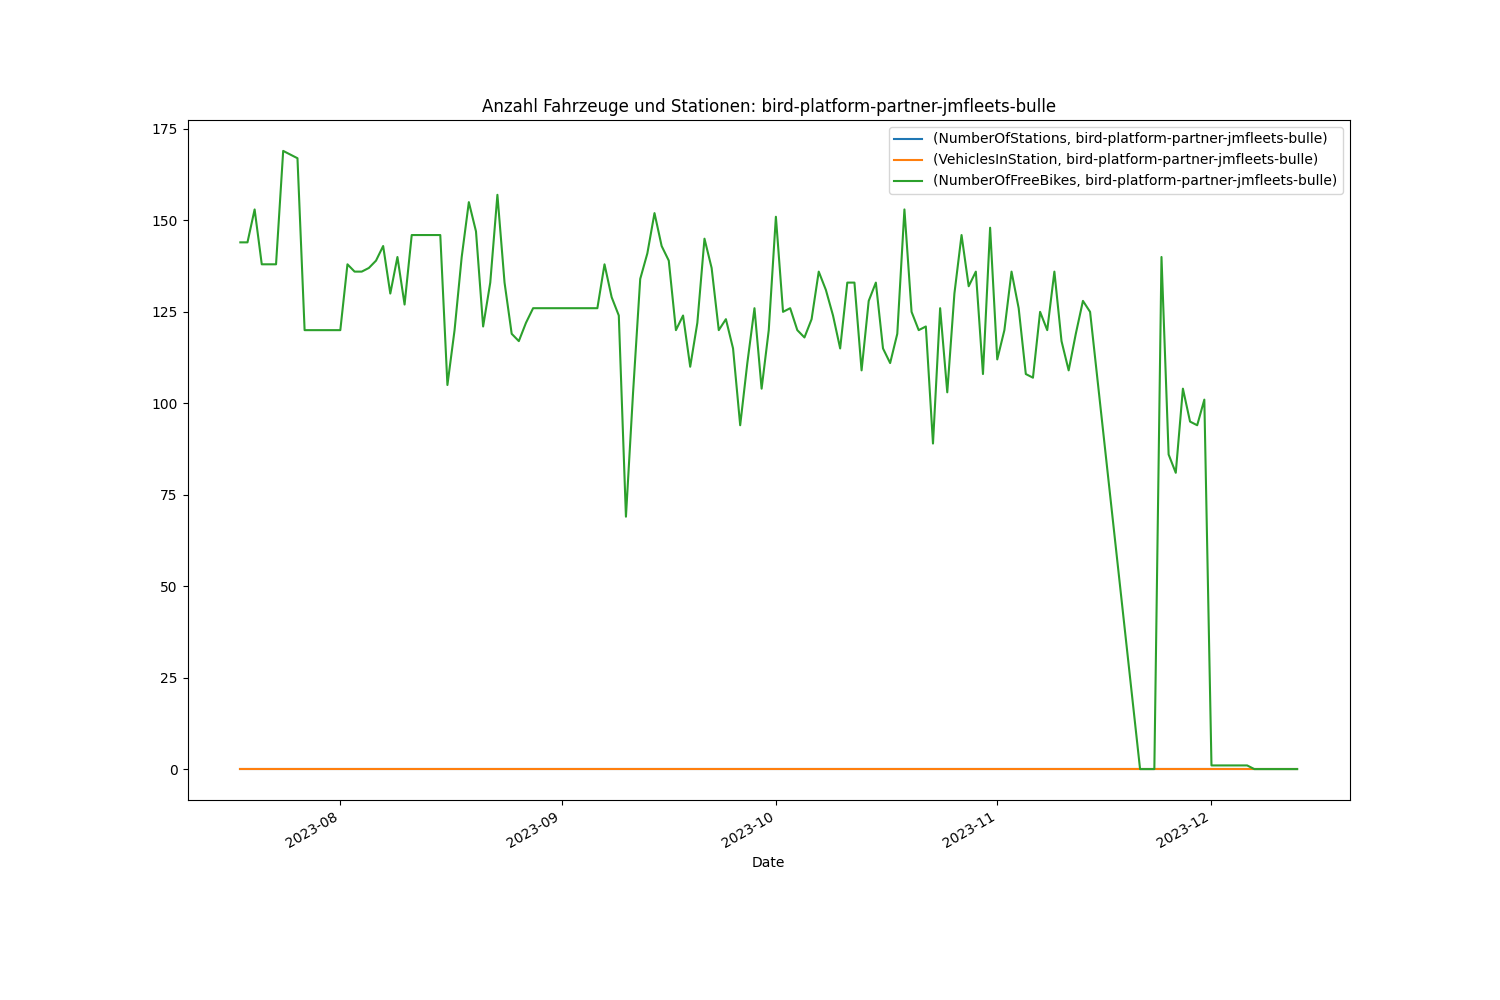 Anzahl Fahrzeuge und Stationen: bird-platform-partner-jmfleets-bulle
(NumberOfStations, bird-platform-partner-jmfleets-bulle)
(VehiclesInStation, bird-platform-partner-jmfleets-bulle)
(NumberOfFreeBikes, bird-platform-partner-jmfleets-bulle)
175
150
125
100
75
50
25
0
2023-08
2023-09
2023-10
2023-11
2023-12
Date